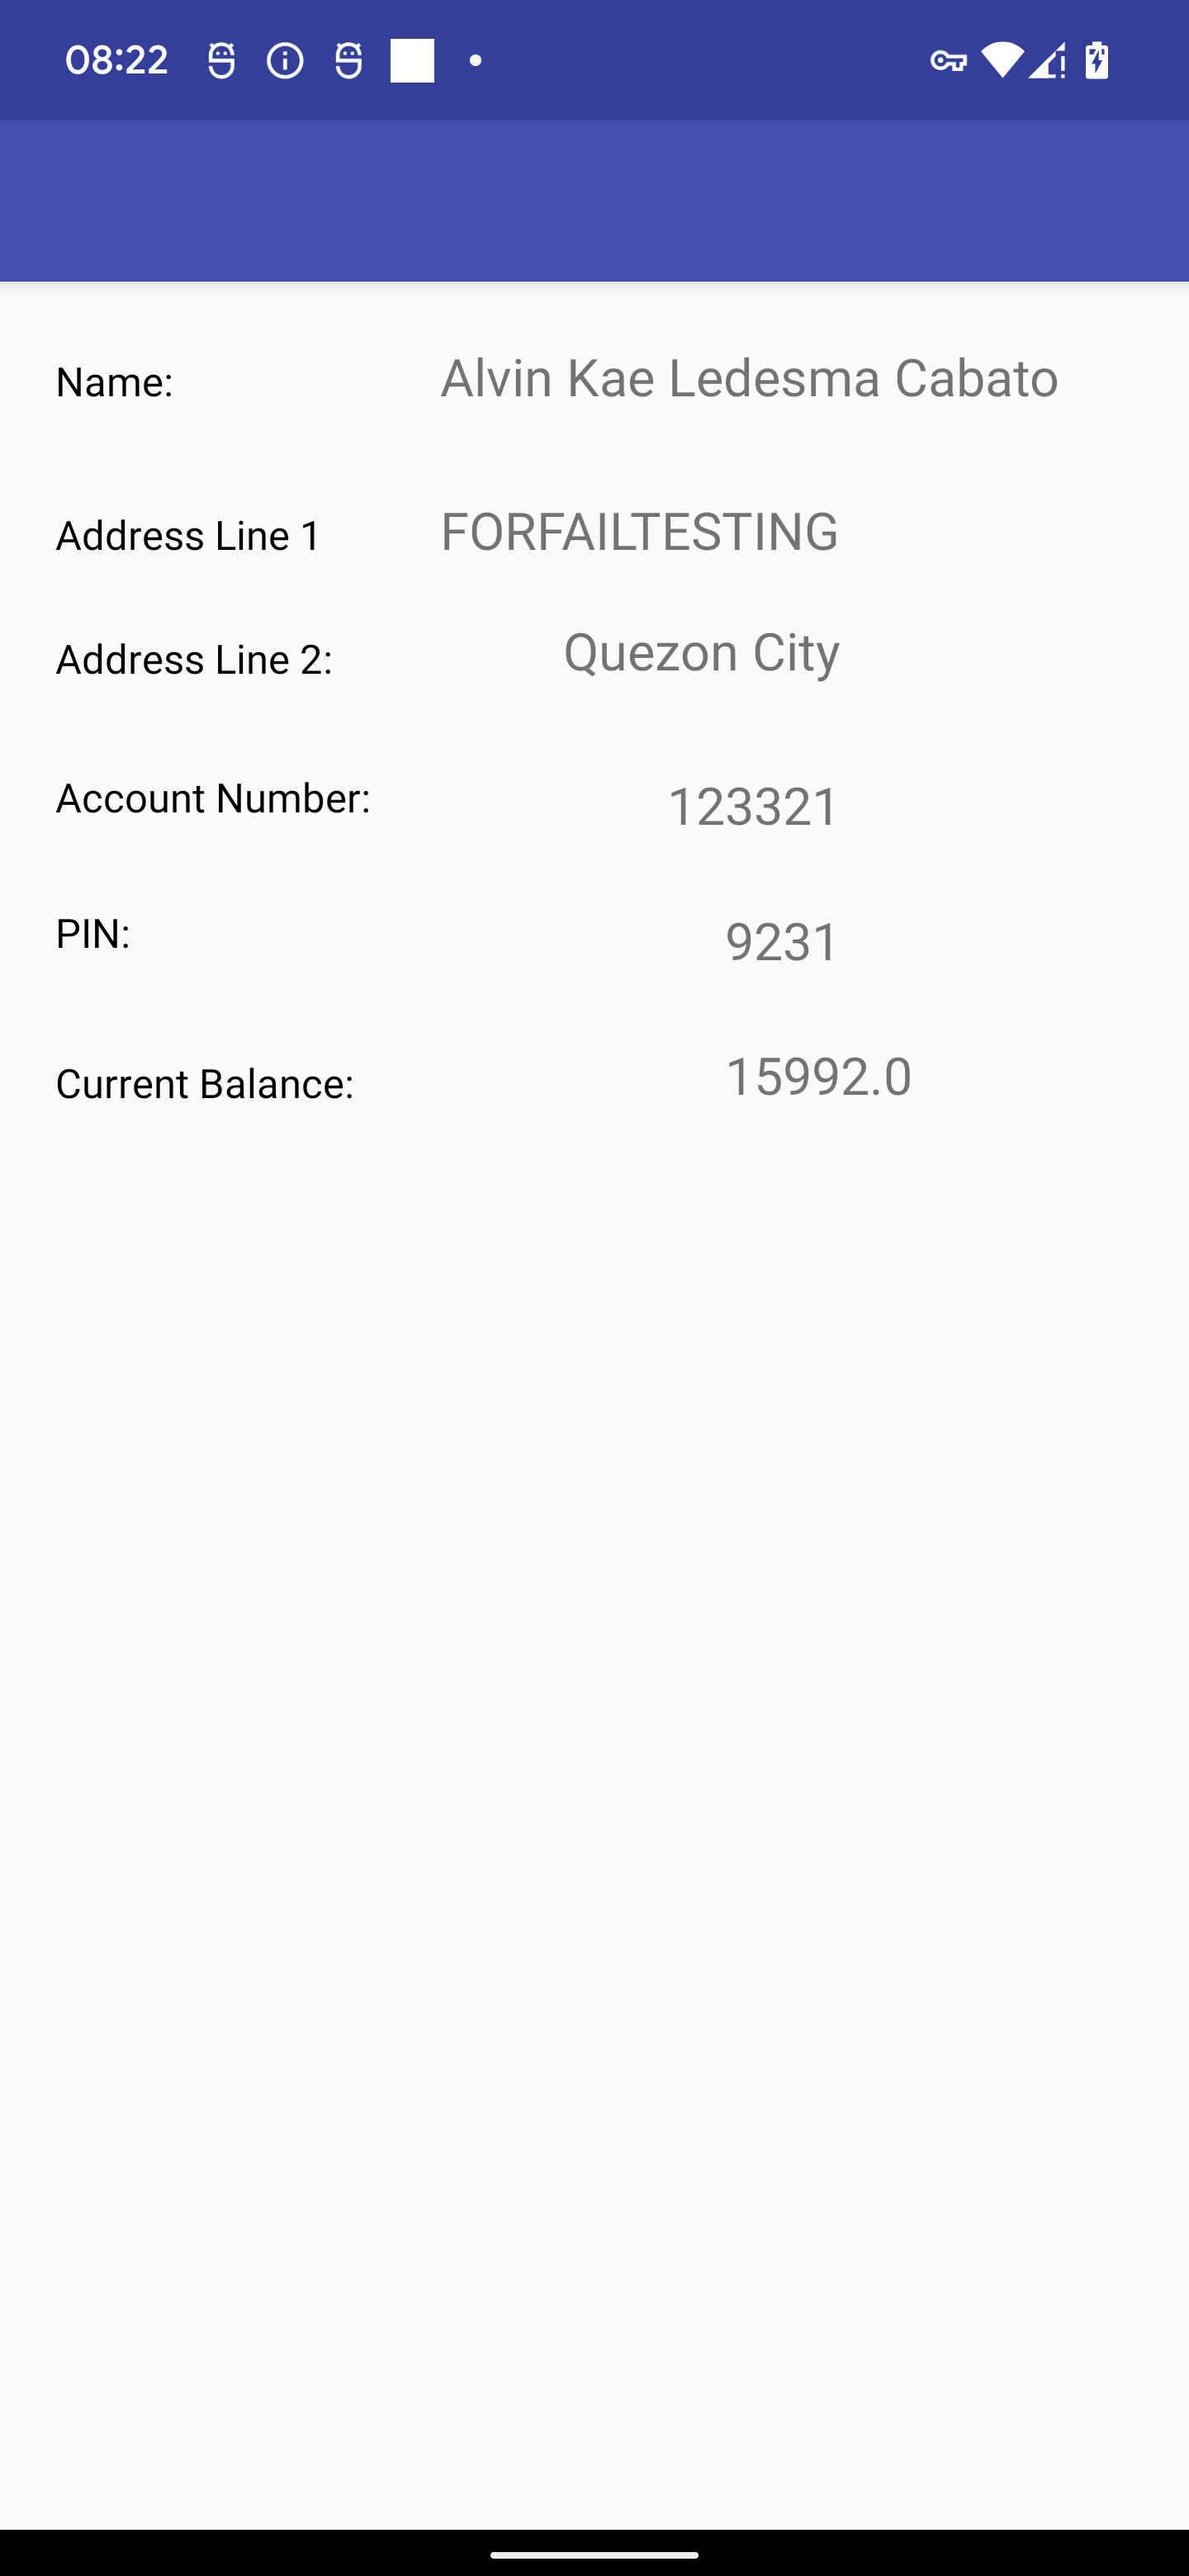 08:22
Name: Alvin Kae Ledesma Cabato
Address Line 1 FORFAILTESTING
Address Line 2: Quezon City
Account Number: 123321
PIN: 9231
Current Balance: 15992.0